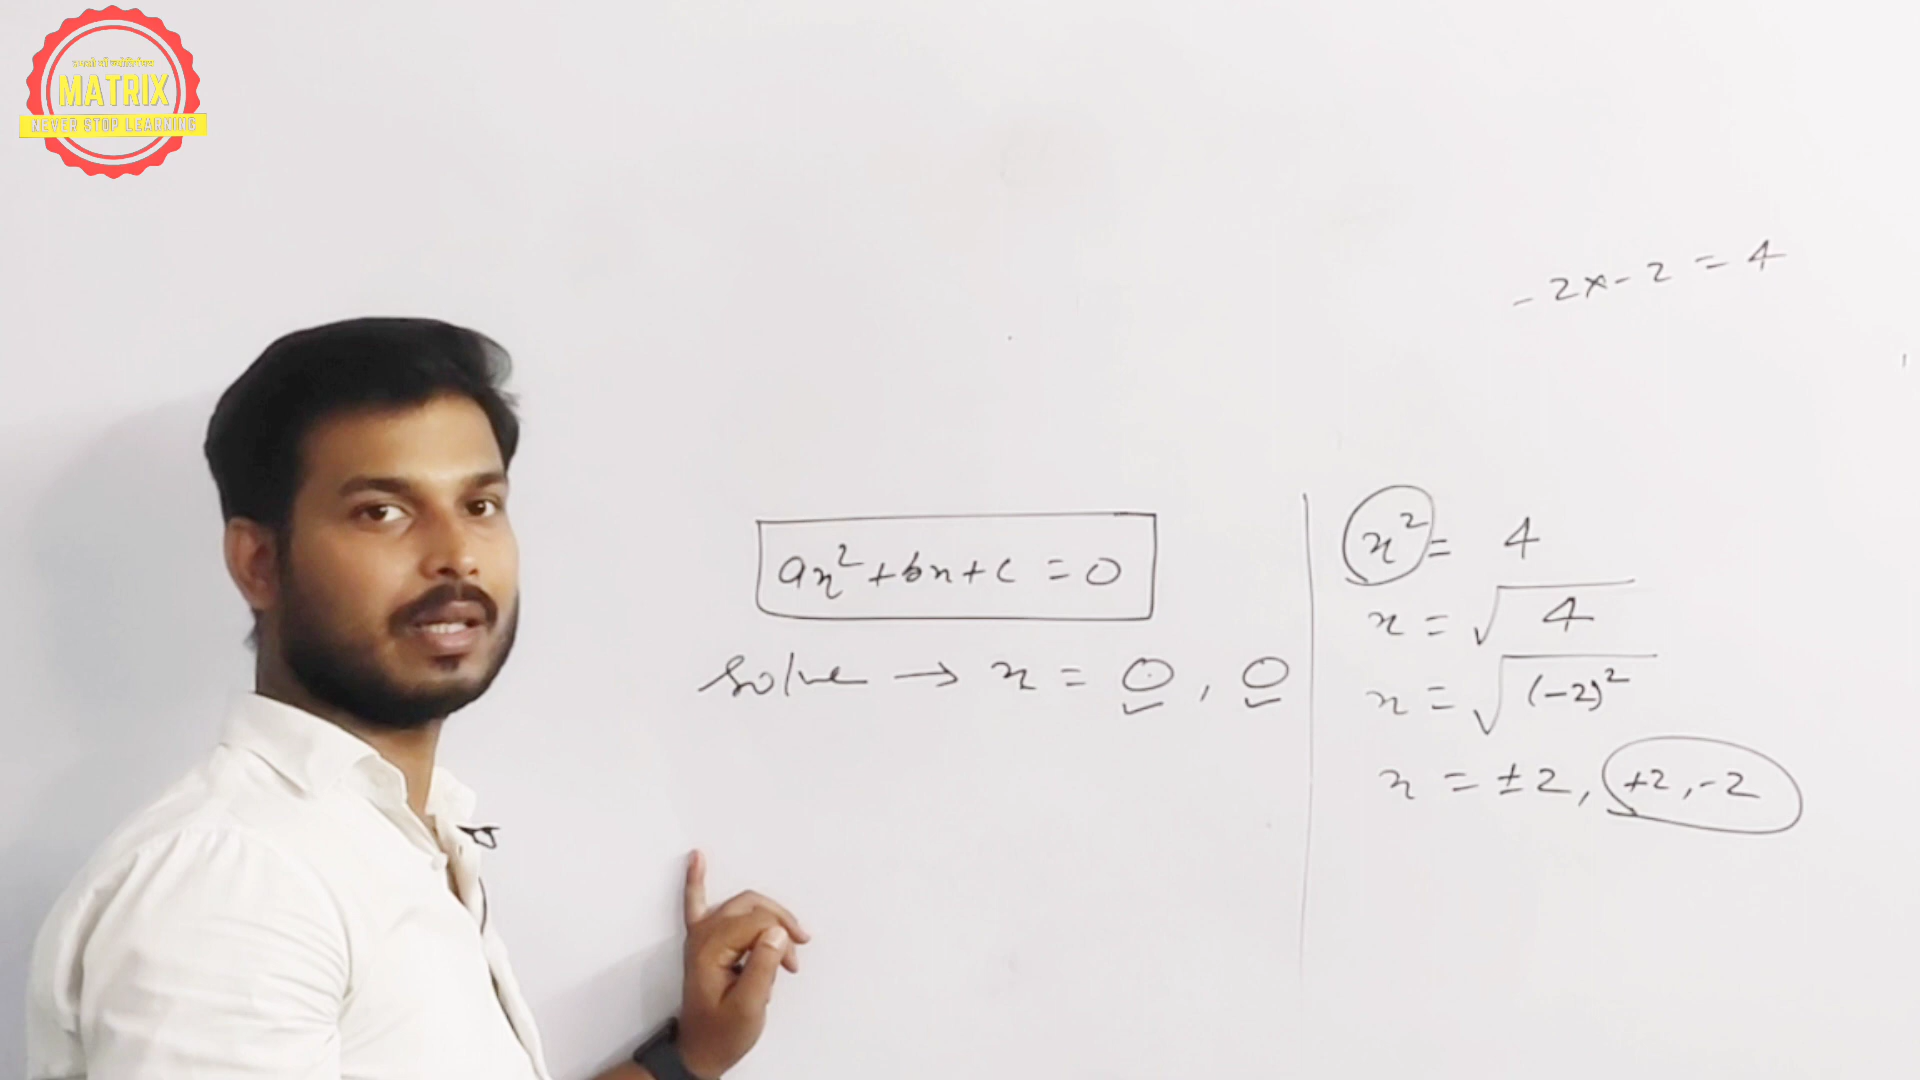 MATRIX
NEVER STOP LEARNING
-2x-2 = 4
ax²+bx+c = 0
solve → x = 0, 0
x² = 4
x = √4
x = √(-2)²
x = ±2, +2, -2